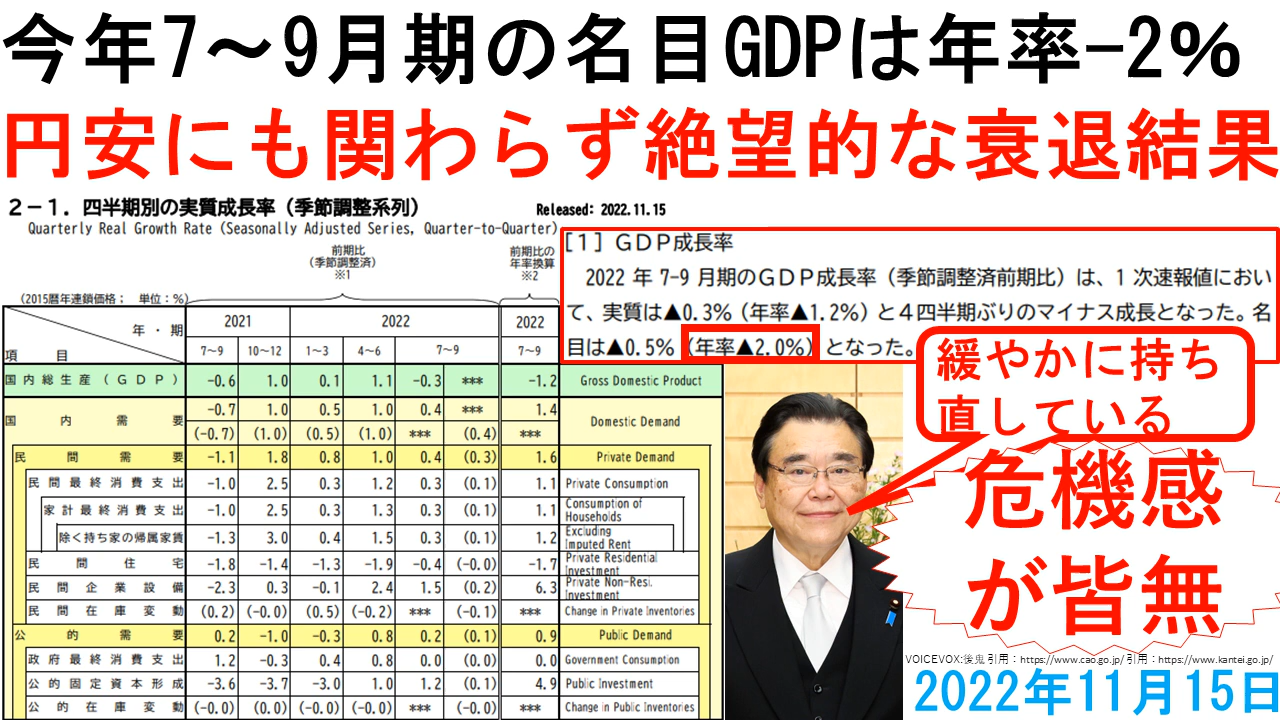 今年7～9月期の名目GDPは年率-2%
円安にも関わらず絶望的な衰退結果
２－１．四半期別の実質成長率（季節調整系列）
Released: 2022.11.15
Quarterly Real Growth Rate (Seasonally Adjusted Series, Quarter-to-Quarter)
前期比
（季節調整済）
※1
前期比の
年率換算
※2
（2015暦年連鎖価格； 単位：％）
年・期
項 目
2021 2022 2022
7～9 10～12 1～3 4～6 7～9 7～9
国内総生産（ＧＤＰ） -0.6 1.0 0.1 1.1 -0.3 *** -1.2 Gross Domestic Product
国内需要 -0.7 1.0 0.5 1.0 0.4 *** 1.4 Domestic Demand
(-0.7) (1.0) (0.5) (1.0) *** (0.4) ***
民間需要 -1.1 1.8 0.8 1.0 0.4 (0.3) 1.6 Private Demand
民間最終消費支出 -1.0 2.5 0.3 1.2 0.3 (0.1) 1.1 Private Consumption
家計最終消費支出 -1.0 2.5 0.3 1.3 0.3 (0.1) 1.1 Consumption of Households
除く持ち家の帰属家賃 -1.3 3.0 0.4 1.5 0.3 (0.1) 1.2 Excluding Imputed Rent
民間住宅 -1.8 -1.4 -1.3 -1.9 -0.4 (-0.0) -1.7 Private Residential Investment
民間企業設備 -2.3 0.3 -0.1 2.4 1.5 (0.2) 6.3 Private Non-Resi. Investment
民間在庫変動 (0.2) (-0.0) (0.5) (-0.2) *** (-0.1) *** Change in Private Inventories
公的需要 0.2 -1.0 -0.3 0.8 0.2 (0.1) 0.9 Public Demand
政府最終消費支出 1.2 -0.3 0.4 0.8 0.0 (0.0) 0.0 Government Consumption
公的固定資本形成 -3.6 -3.7 -3.0 1.0 1.2 (0.1) 4.9 Public Investment
公的在庫変動 (-0.0) (0.0) (-0.0) (-0.0) *** (-0.0) *** Change in Public Inventories
［１］ＧＤＰ成長率
2022 年 7-9 月期のＧＤＰ成長率（季節調整済前期比）は、１次速報値におい
て、実質は▲0.3%（年率▲1.2%）と４四半期ぶりのマイナス成長となった。名
目は▲0.5%（年率▲2.0%）となった。
緩やかに持ち
直している
危機感
が皆無
VOICEVOX:後鬼 引用：https://www.cao.go.jp/ 引用：https://www.kantei.go.jp/
2022年11月15日